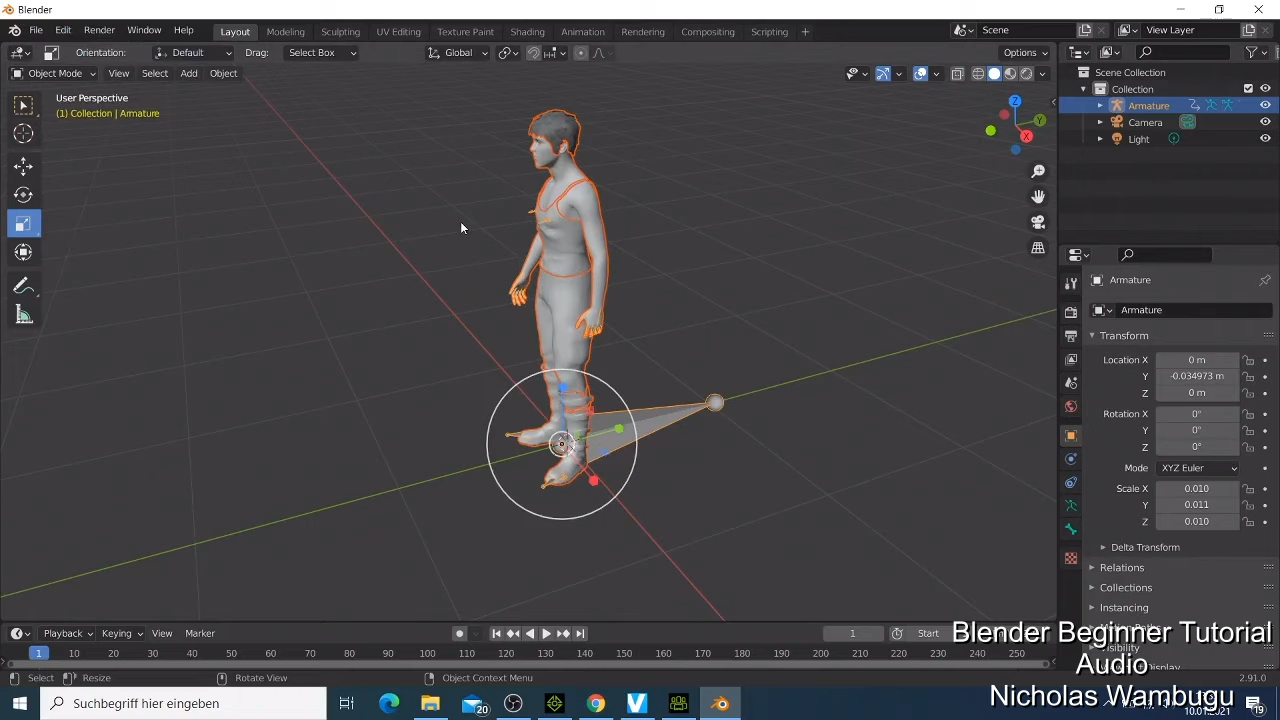 Blender
File Edit Render Window Help Layout Modeling Sculpting UV Editing Texture Paint Shading Animation Rendering Compositing Scripting + Scene View Layer
Orientation: Default Drag: Select Box Global Options
Object Mode View Select Add Object
User Perspective
(1) Collection | Armature
Z
Y
X
Scene Collection
Collection
Armature
Camera
Light
Armature
Armature
Transform
Location X 0 m
Y -0.034973 m
Z 0 m
Rotation X 0°
Y 0°
Z 0°
Mode XYZ Euler
Scale X 0.010
Y 0.011
Z 0.010
Delta Transform
Relations
Collections
Instancing
Playback Keying View Marker 1 Start
1 10 20 30 40 50 60 70 80 90 100 110 120 130 140 150 160 170 180 190 200 210 220 230 240 250
Blender Beginner Tutorial
Audio
Nicholas Wambugu
Select Resize Rotate View Object Context Menu 2.91.0
Suchbegriff hier eingeben 20 10.01.2021 19